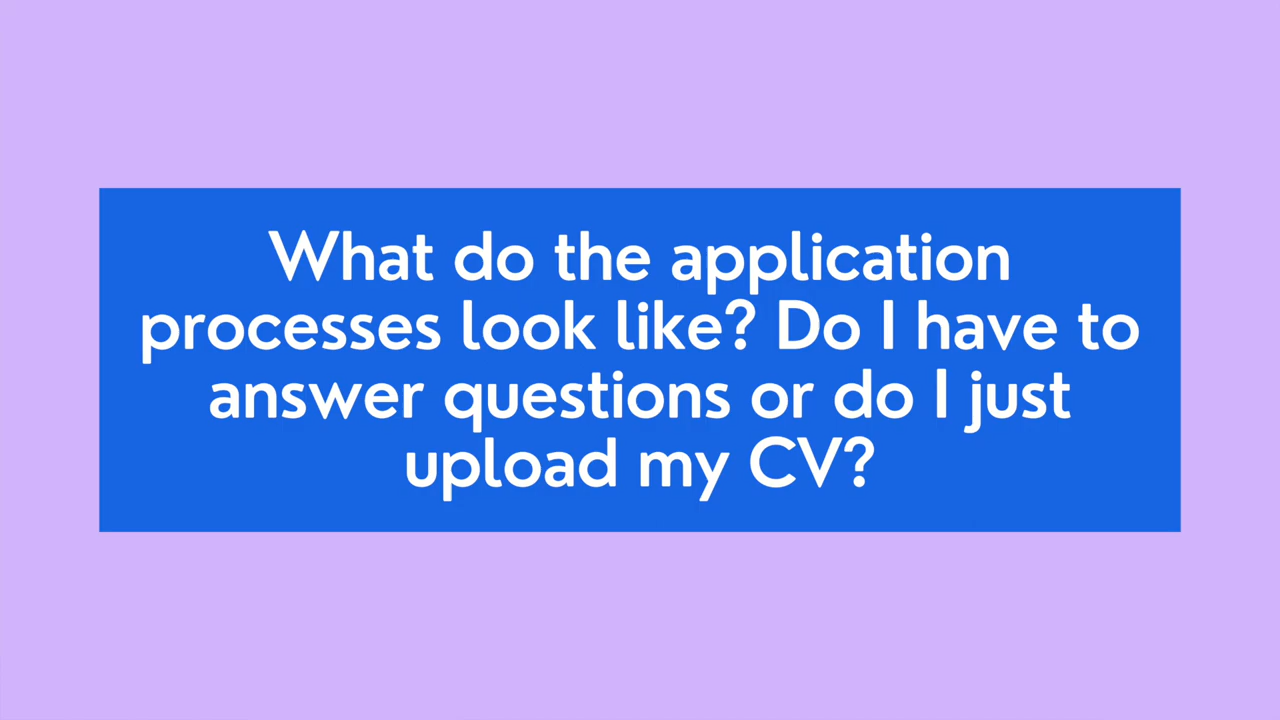 What do the application
processes look like? Do I have to
answer questions or do I just
upload my CV?